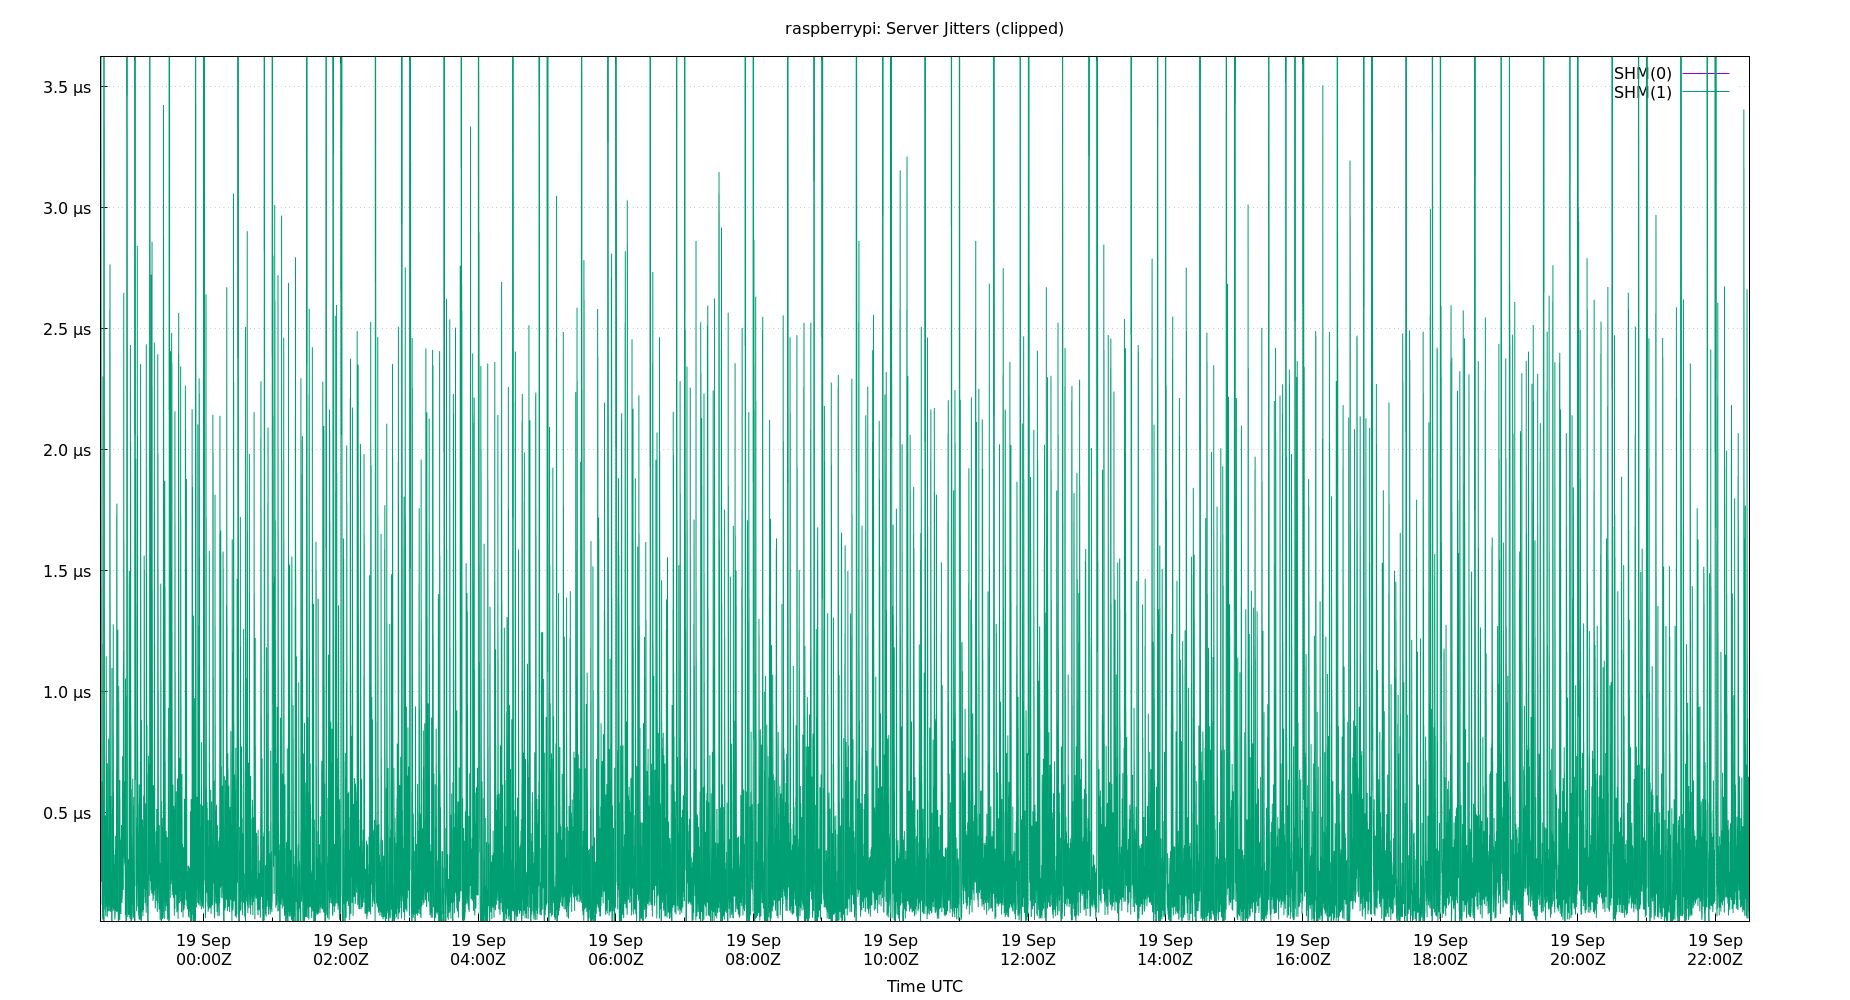 raspberrypi: Server Jitters (clipped)
SHM(0)
SHM(1)
3.5 µs
3.0 µs
2.5 µs
2.0 µs
1.5 µs
1.0 µs
0.5 µs
19 Sep 19 Sep 19 Sep 19 Sep 19 Sep 19 Sep 19 Sep 19 Sep 19 Sep 19 Sep 19 Sep 19 Sep
00:00Z 02:00Z 04:00Z 06:00Z 08:00Z 10:00Z 12:00Z 14:00Z 16:00Z 18:00Z 20:00Z 22:00Z
Time UTC